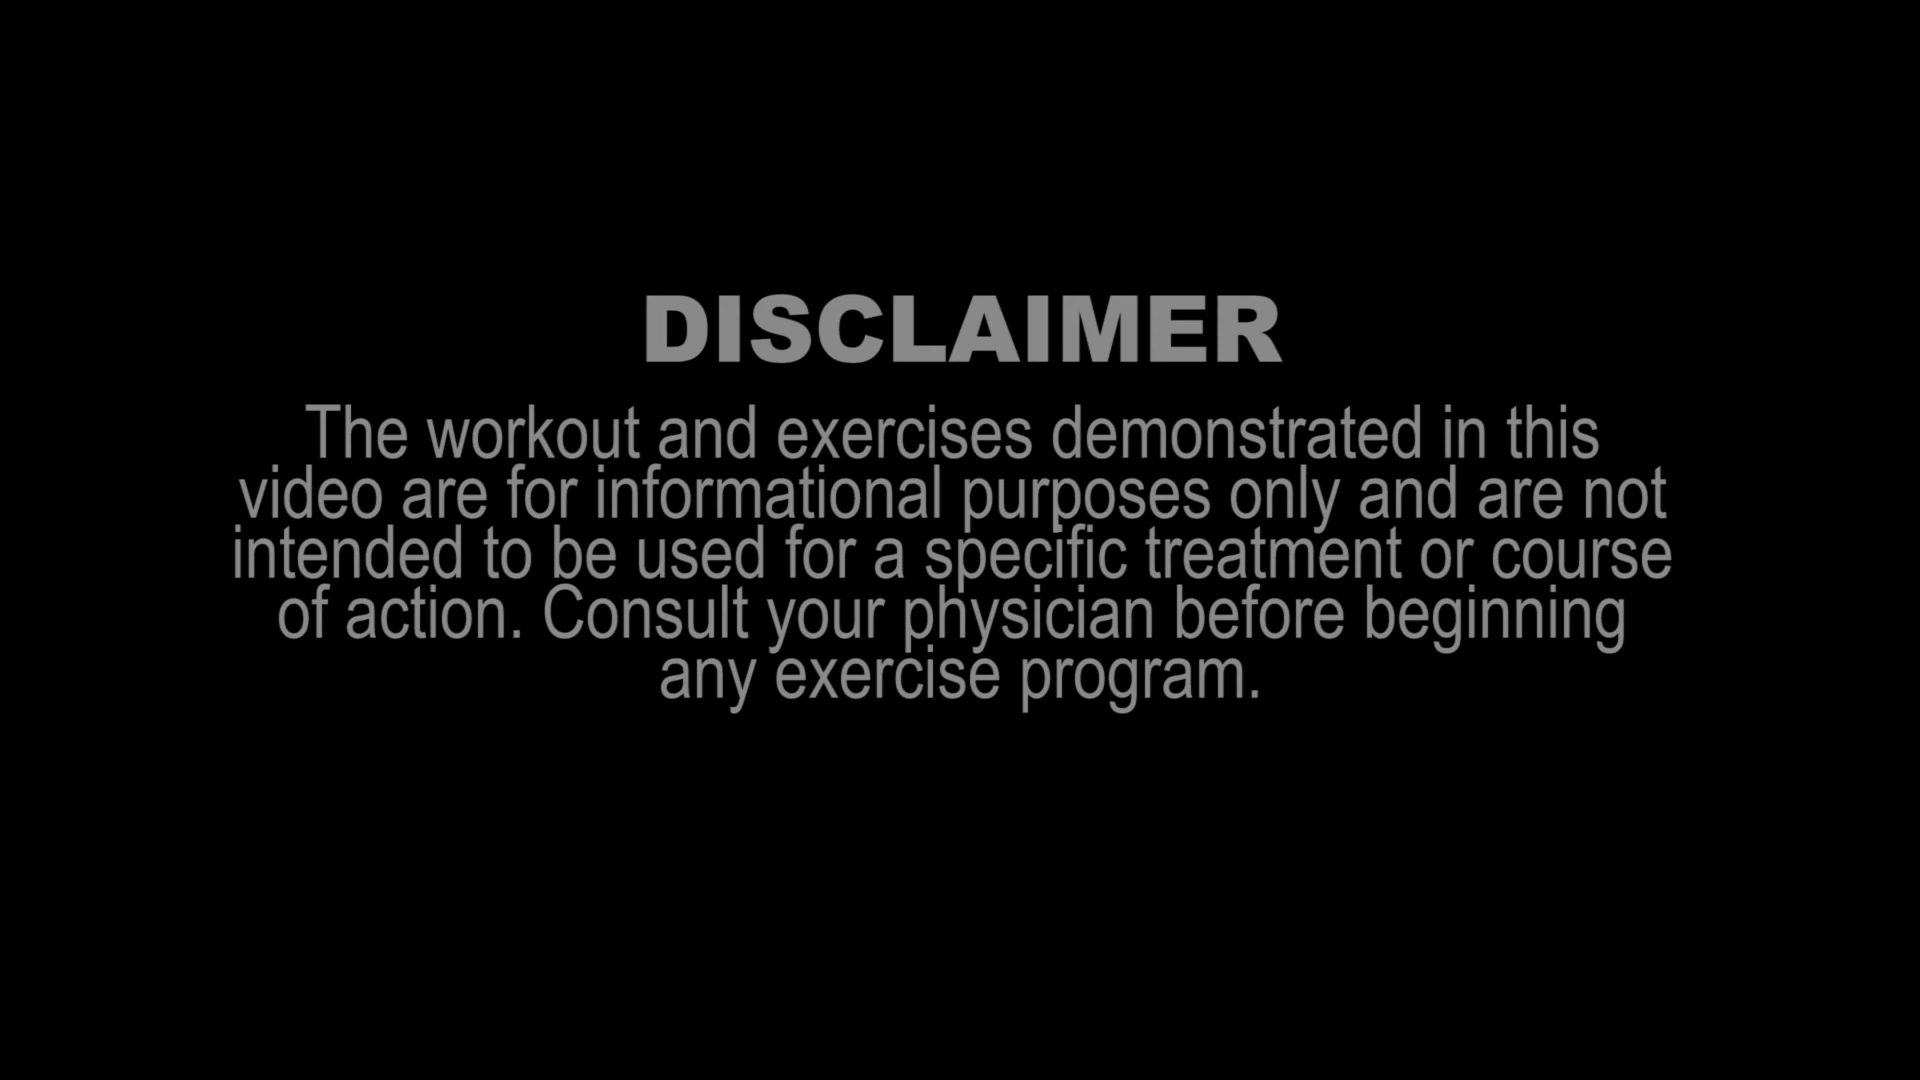 DISCLAIMER
The workout and exercises demonstrated in this
video are for informational purposes only and are not
intended to be used for a specific treatment or course
of action. Consult your physician before beginning
any exercise program.